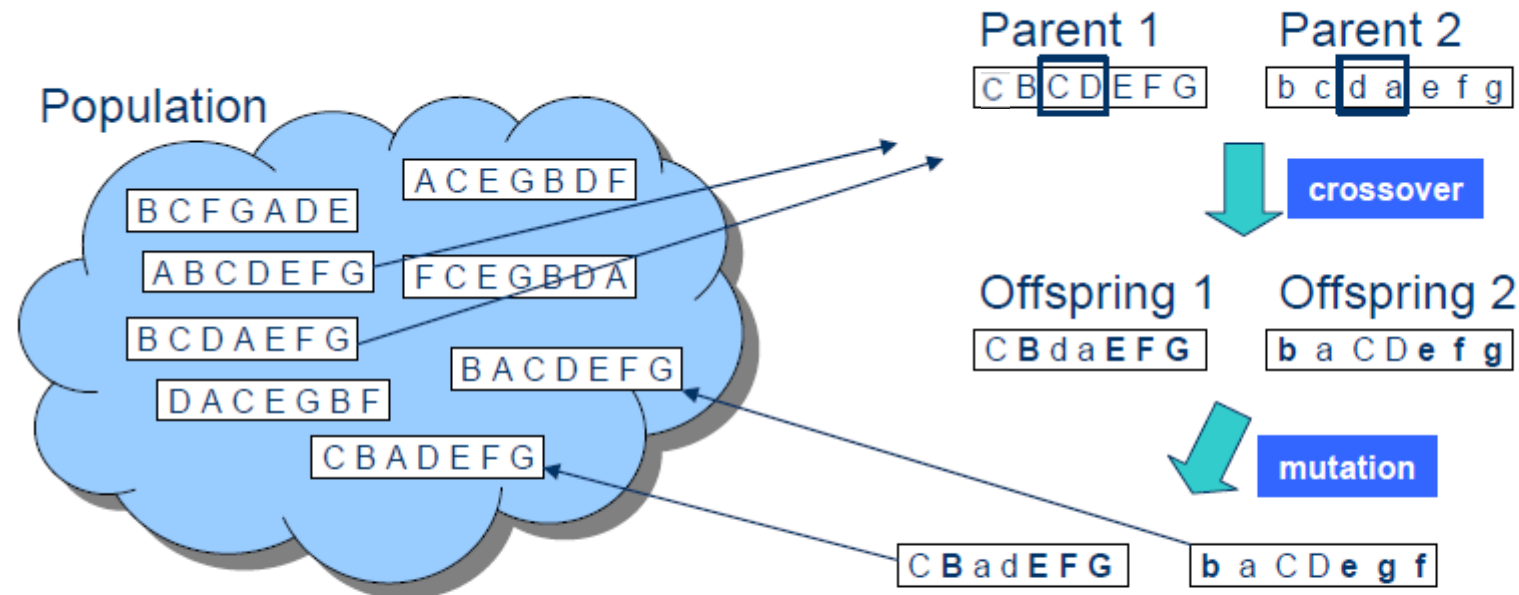 Population
A C E G B D F
B C F G A D E
A B C D E F G
F C E G B D A
B C D A E F G
B A C D E F G
D A C E G B F
C B A D E F G
Parent 1
C B C D E F G
Parent 2
b c d a e f g
crossover
Offspring 1
C B d a E F G
Offspring 2
b a C D e f g
mutation
C B a d E F G
b a C D e g f